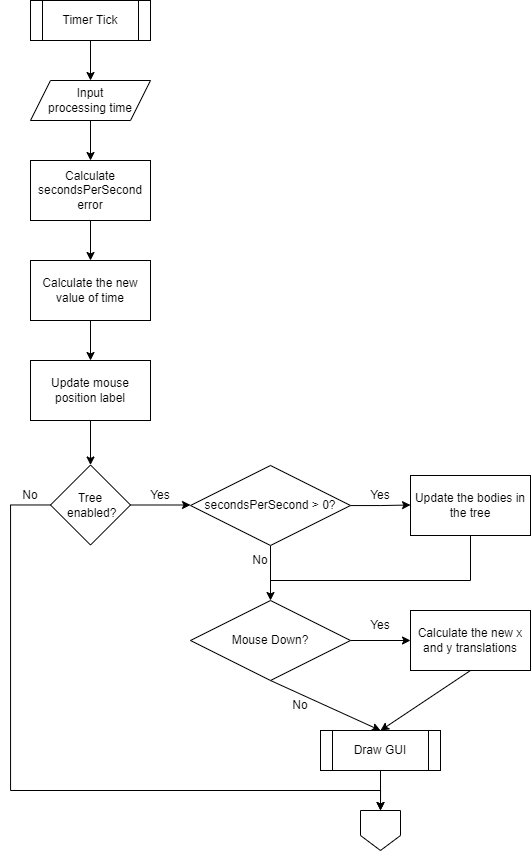 Timer Tick
Input
processing time
Calculate
secondsPerSecond
error
Calculate the new
value of time
Update mouse
position label
No
Tree
enabled?
Yes
secondsPerSecond > 0?
Yes
Update the bodies in
the tree
No
Mouse Down?
Yes
Calculate the new x
and y translations
No
Draw GUI